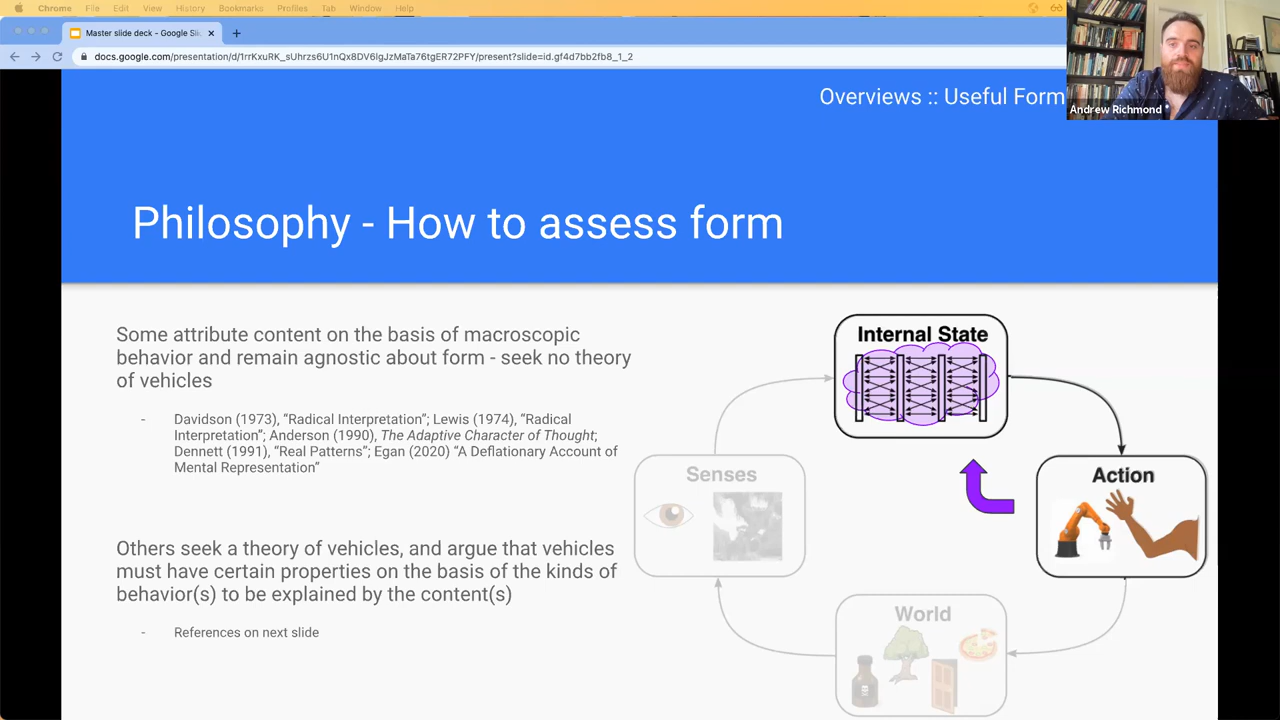 Chrome File Edit View History Bookmarks Profiles Tab Window Help
Master slide deck - Google Sli
docs.google.com/presentation/d/1rrKxuRK_sUhrzs6U1nQx8DV6lgJzMaTa76tgER72PFY/present?slide=id.gf4d7bb2fb8_1_2
Andrew Richmond
Overviews :: Useful Form
Philosophy - How to assess form
Some attribute content on the basis of macroscopic
behavior and remain agnostic about form - seek no theory
of vehicles
- Davidson (1973), “Radical Interpretation”; Lewis (1974), “Radical
Interpretation”; Anderson (1990), The Adaptive Character of Thought;
Dennett (1991), “Real Patterns”; Egan (2020) “A Deflationary Account of
Mental Representation”
Others seek a theory of vehicles, and argue that vehicles
must have certain properties on the basis of the kinds of
behavior(s) to be explained by the content(s)
- References on next slide
Internal State
Senses
Action
World